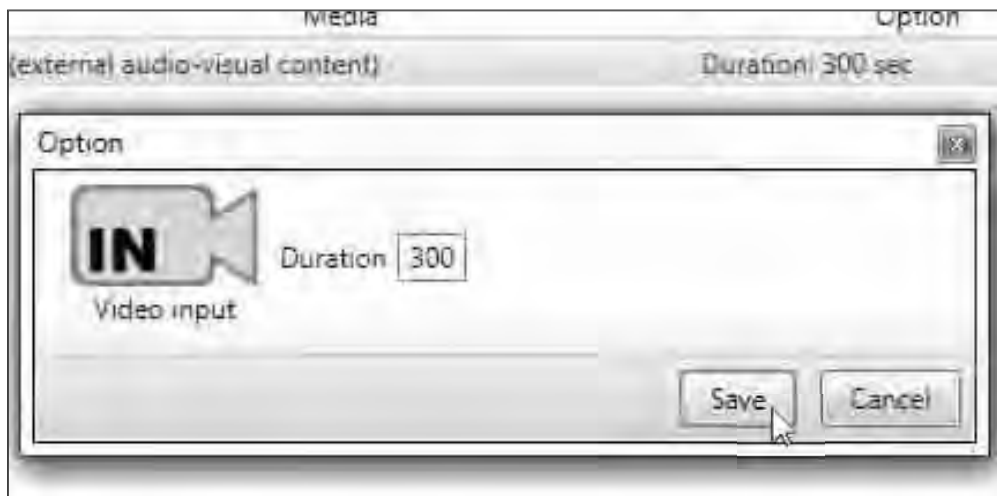 Media Option
(external audio-visual content) Duration: 300 sec
Option
IN
Duration 300
Video input
Save Cancel